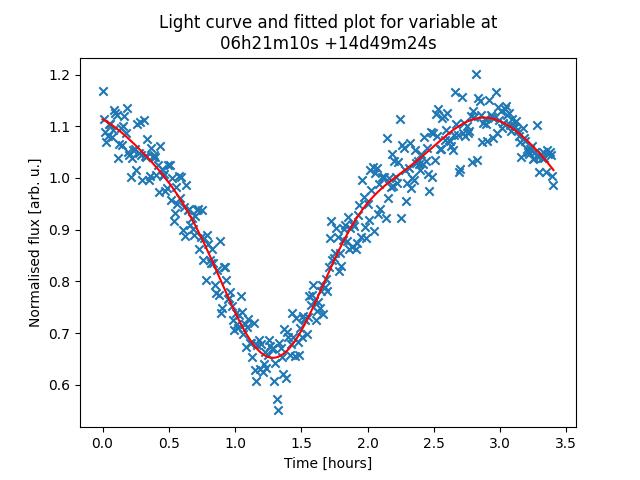 Light curve and fitted plot for variable at
06h21m10s +14d49m24s
1.2
1.1
1.0
0.9
0.8
0.7
0.6
Normalised flux [arb. u.]
0.0 0.5 1.0 1.5 2.0 2.5 3.0 3.5
Time [hours]